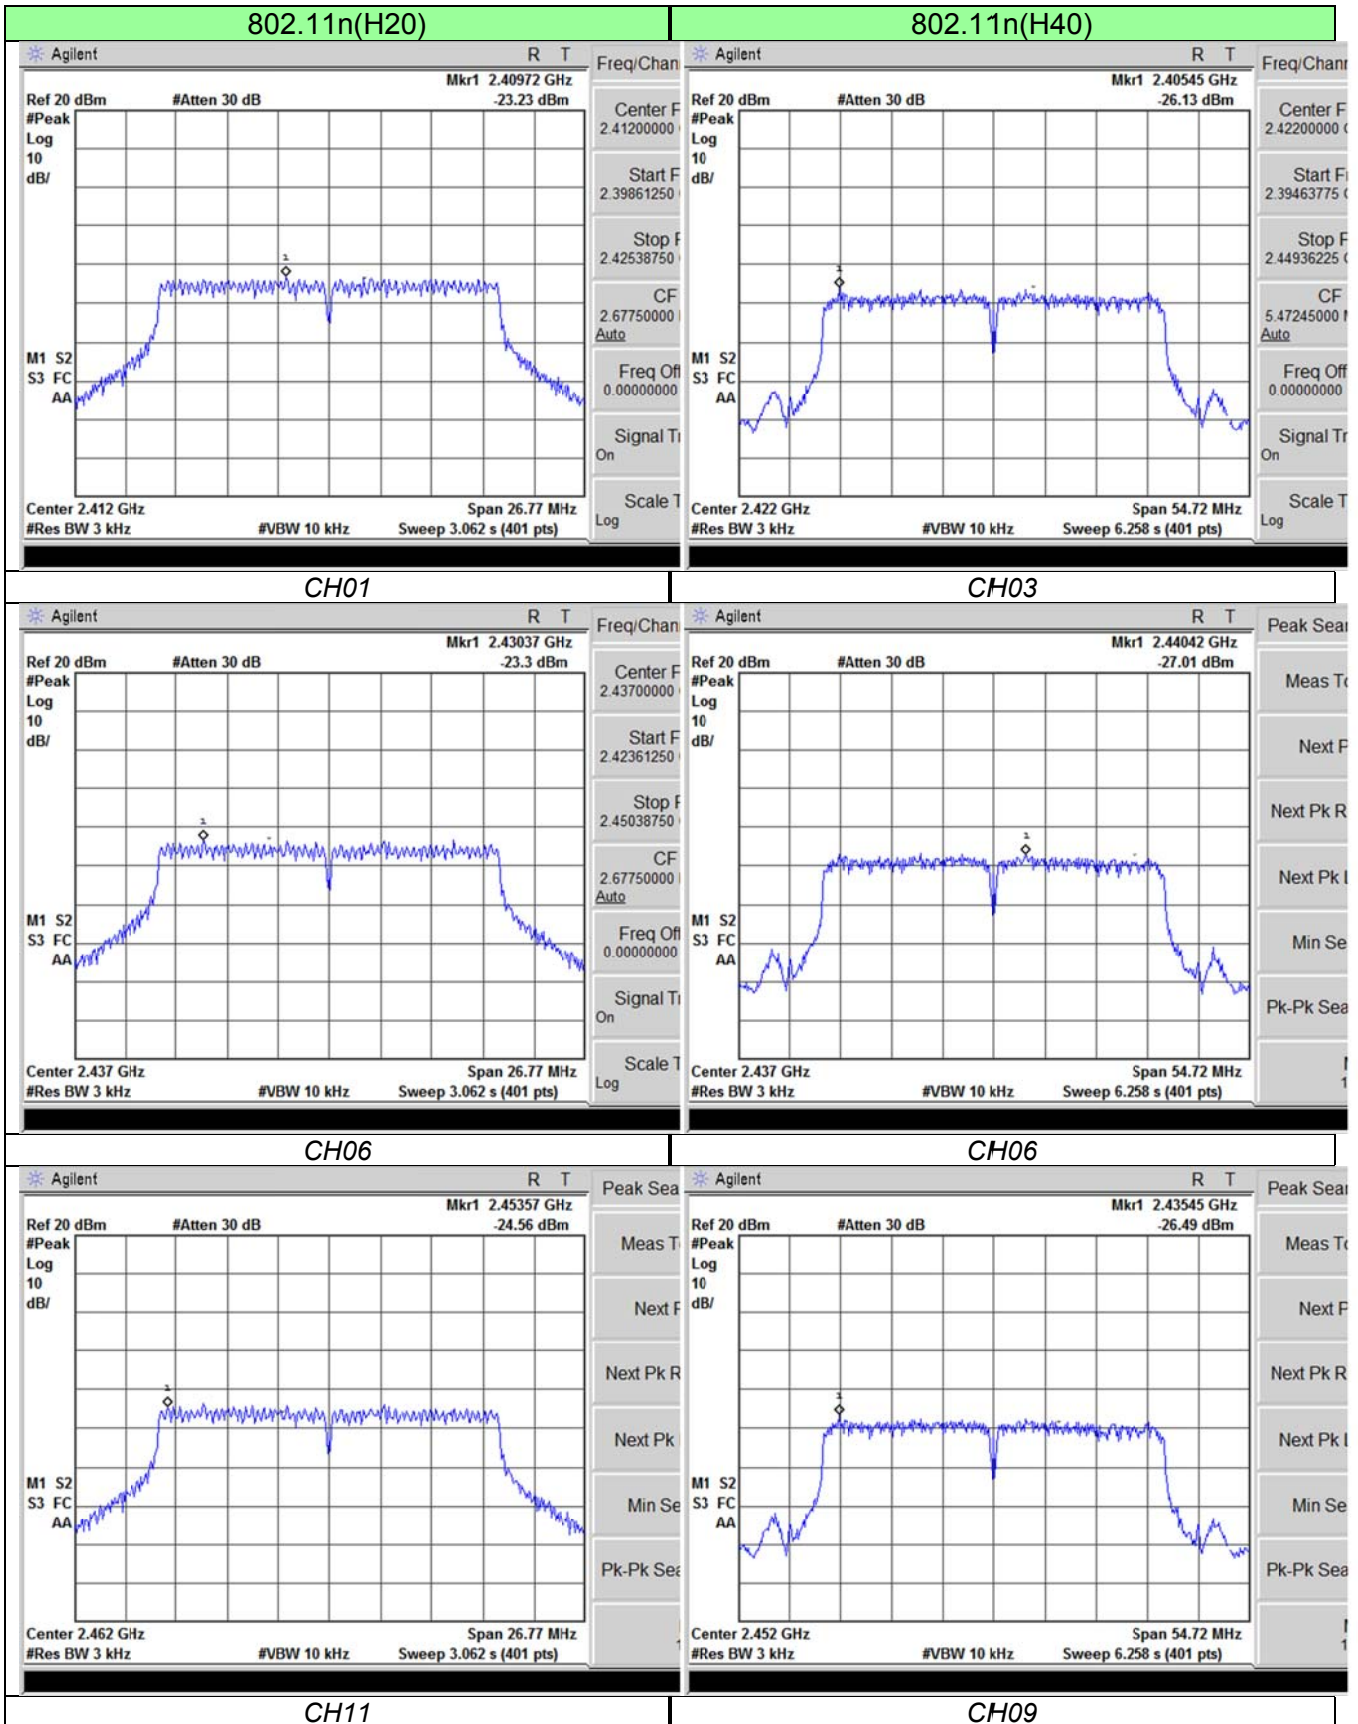 802.11n(H20)
802.11n(H40)
Agilent
R T
Mkr1 2.40972 GHz
Ref 20 dBm #Atten 30 dB -23.23 dBm
#Peak
Log
10
dB/
1
M1 S2
S3 FC
AA
Center 2.412 GHz Span 26.77 MHz
#Res BW 3 kHz #VBW 10 kHz Sweep 3.062 s (401 pts)
Freq/Chan
Center F
2.41200000
Start F
2.39861250
Stop F
2.42538750
CF
2.67750000
Auto
Freq Off
0.00000000
Signal Tr
On
Scale T
Log
Agilent
R T
Mkr1 2.40545 GHz
Ref 20 dBm #Atten 30 dB -26.13 dBm
#Peak
Log
10
dB/
1
M1 S2
S3 FC
AA
Center 2.422 GHz Span 54.72 MHz
#Res BW 3 kHz #VBW 10 kHz Sweep 6.258 s (401 pts)
Freq/Chan
Center F
2.42200000
Start F
2.39463775
Stop F
2.44936225
CF
5.47245000
Auto
Freq Off
0.00000000
Signal Tr
On
Scale T
Log
CH01
CH03
Agilent
R T
Mkr1 2.43037 GHz
Ref 20 dBm #Atten 30 dB -23.3 dBm
#Peak
Log
10
dB/
1
M1 S2
S3 FC
AA
Center 2.437 GHz Span 26.77 MHz
#Res BW 3 kHz #VBW 10 kHz Sweep 3.062 s (401 pts)
Freq/Chan
Center F
2.43700000
Start F
2.42361250
Stop F
2.45038750
CF
2.67750000
Auto
Freq Off
0.00000000
Signal Tr
On
Scale T
Log
Agilent
R T
Mkr1 2.44042 GHz
Ref 20 dBm #Atten 30 dB -27.01 dBm
#Peak
Log
10
dB/
1
M1 S2
S3 FC
AA
Center 2.437 GHz Span 54.72 MHz
#Res BW 3 kHz #VBW 10 kHz Sweep 6.258 s (401 pts)
Peak Sear
Meas To
Next P
Next Pk R
Next Pk L
Min Se
Pk-Pk Sea
CH06
CH06
Agilent
R T
Mkr1 2.45357 GHz
Ref 20 dBm #Atten 30 dB -24.56 dBm
#Peak
Log
10
dB/
1
M1 S2
S3 FC
AA
Center 2.462 GHz Span 26.77 MHz
#Res BW 3 kHz #VBW 10 kHz Sweep 3.062 s (401 pts)
Peak Sea
Meas T
Next P
Next Pk R
Next Pk
Min Se
Pk-Pk Sea
Agilent
R T
Mkr1 2.43545 GHz
Ref 20 dBm #Atten 30 dB -26.49 dBm
#Peak
Log
10
dB/
1
M1 S2
S3 FC
AA
Center 2.452 GHz Span 54.72 MHz
#Res BW 3 kHz #VBW 10 kHz Sweep 6.258 s (401 pts)
Peak Sear
Meas To
Next P
Next Pk R
Next Pk L
Min Se
Pk-Pk Sea
CH11
CH09